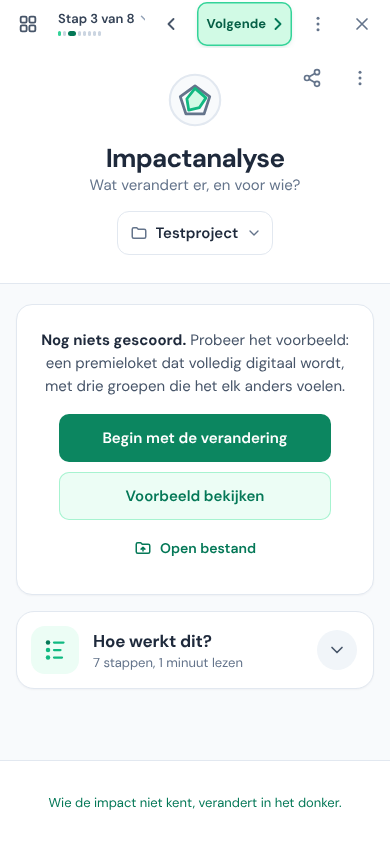 Stap 3 van 8
Volgende
Impactanalyse
Wat verandert er, en voor wie?
Testproject
Nog niets gescoord. Probeer het voorbeeld:
een premieloket dat volledig digitaal wordt,
met drie groepen die het elk anders voelen.
Begin met de verandering
Voorbeeld bekijken
Open bestand
Hoe werkt dit?
7 stappen, 1 minuut lezen
Wie de impact niet kent, verandert in het donker.